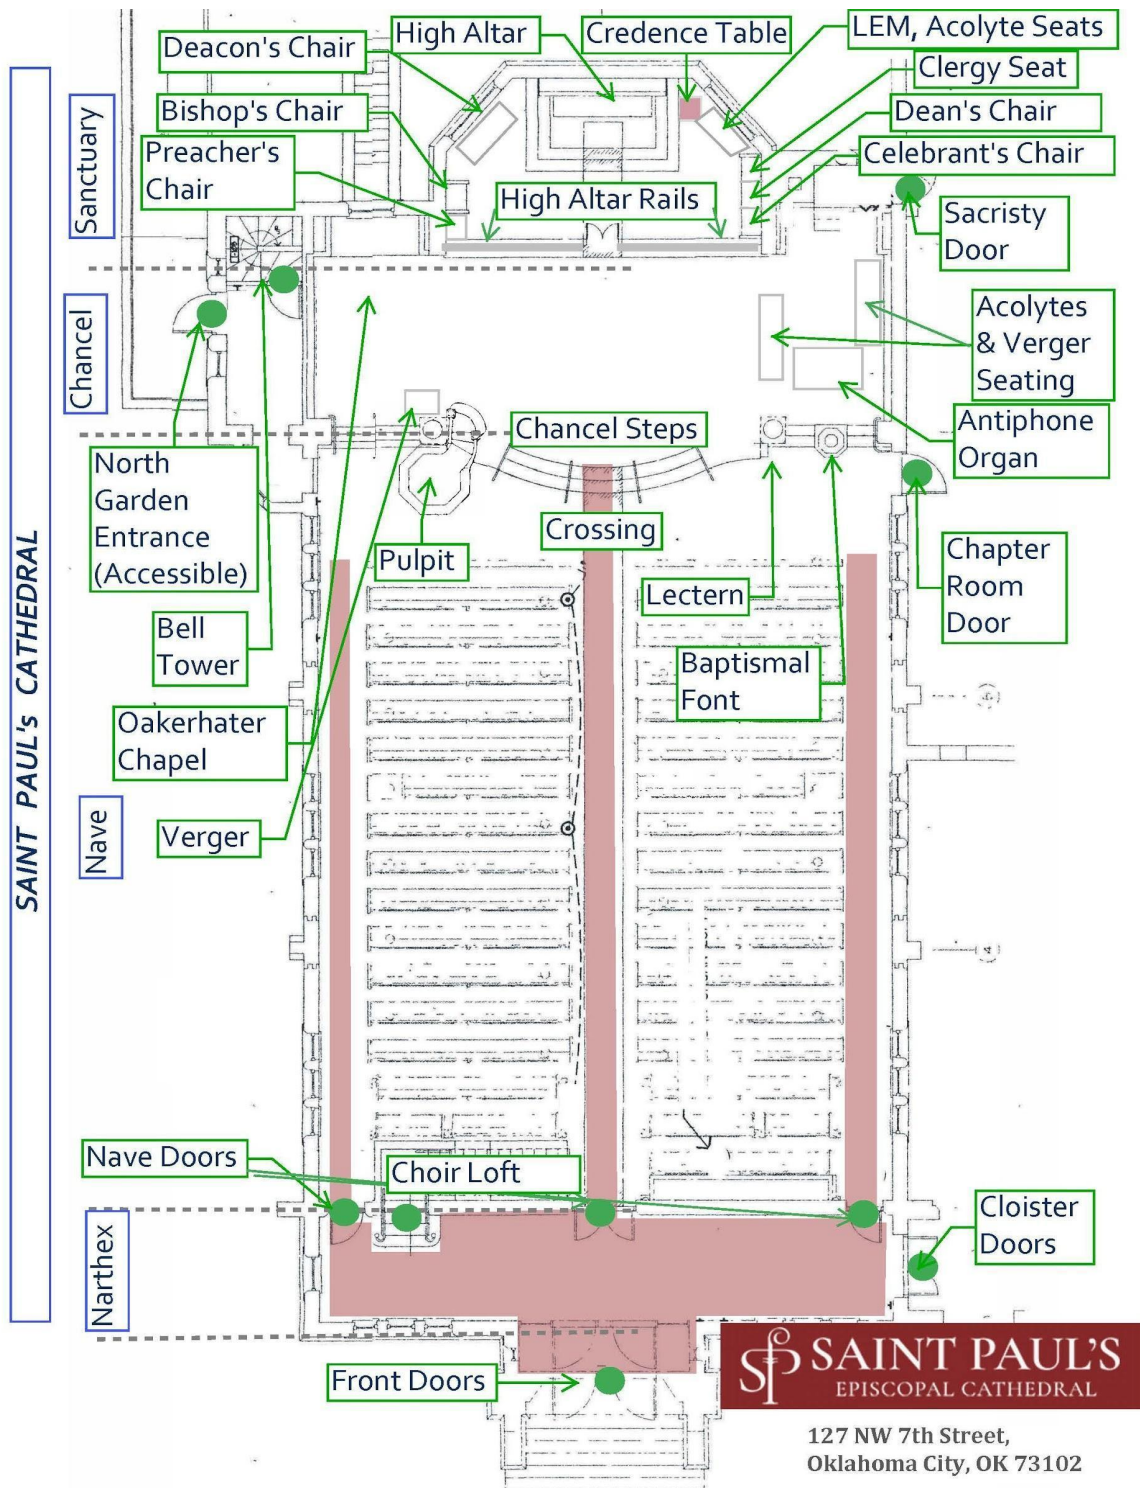 Deacon's Chair
High Altar
Credence Table
LEM, Acolyte Seats
Clergy Seat
Bishop's Chair
Dean's Chair
Preacher's
Chair
Celebrant's Chair
High Altar Rails
Sacristy
Door
Sanctuary
Chancel
Acolytes
& Verger
Seating
Antiphone
Organ
Chancel Steps
North
Garden
Entrance
(Accessible)
Crossing
Pulpit
Lectern
Chapter
Room
Door
Bell
Tower
Baptismal
Font
Oakerhater
Chapel
Verger
Nave
SAINT PAUL's CATHEDRAL
Nave Doors
Choir Loft
Cloister
Doors
Narthex
Front Doors
SAINT PAUL'S
EPISCOPAL CATHEDRAL
127 NW 7th Street,
Oklahoma City, OK 73102